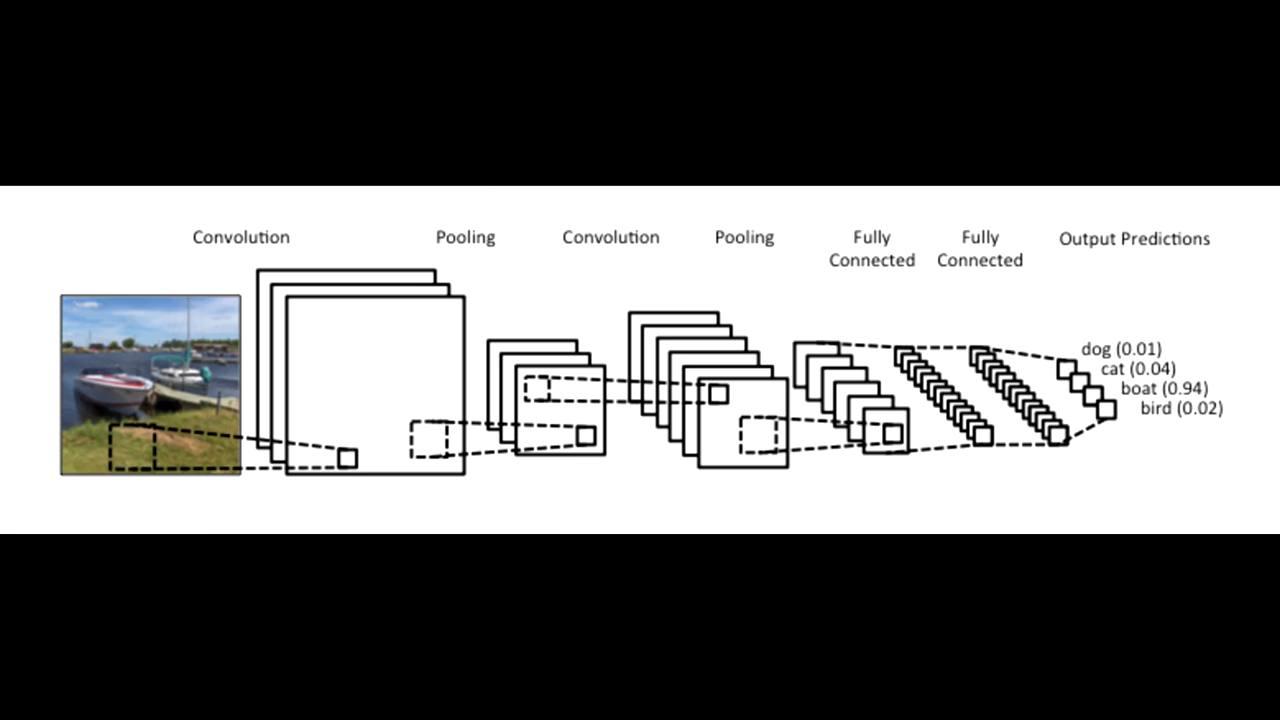 Convolution
Pooling
Convolution
Pooling
Fully
Connected
Fully
Connected
Output Predictions
dog (0.01)
cat (0.04)
boat (0.94)
bird (0.02)